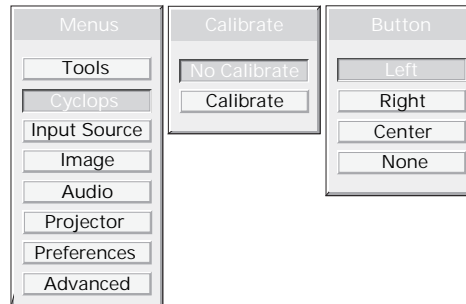 Menus
Tools
Cyclops
Input Source
Image
Audio
Projector
Preferences
Advanced
Calibrate
No Calibrate
Calibrate
Button
Left
Right
Center
None